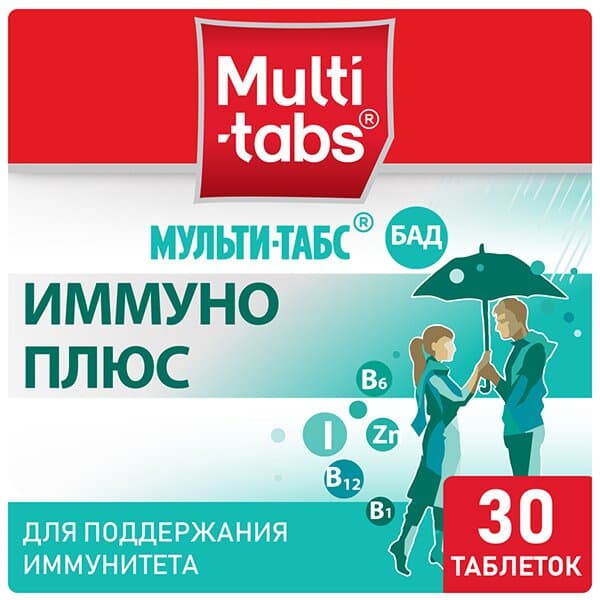 Multi
-tabs®
МУЛЬТИ-ТАБС® БАД
ИММУНО
ПЛЮС
B6
I Zn
B12
B1
ДЛЯ ПОДДЕРЖАНИЯ
ИММУНИТЕТА
30
ТАБЛЕТОК